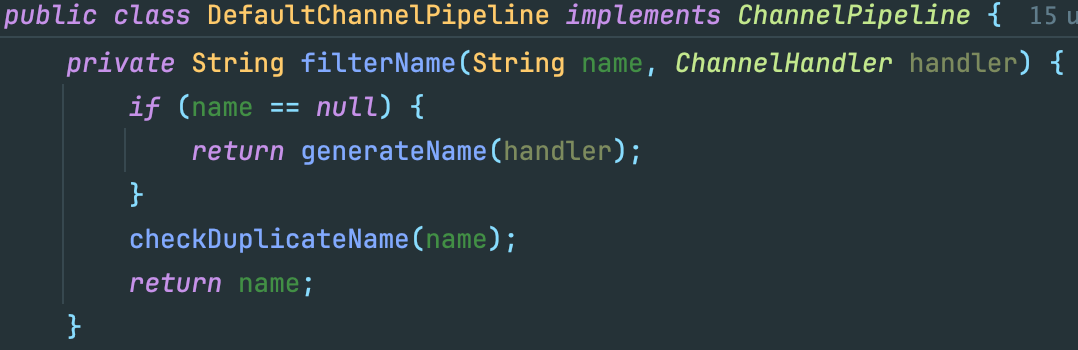 public class DefaultChannelPipeline implements ChannelPipeline { 15 u
private String filterName(String name, ChannelHandler handler) {
if (name == null) {
return generateName(handler);
}
checkDuplicateName(name);
return name;
}